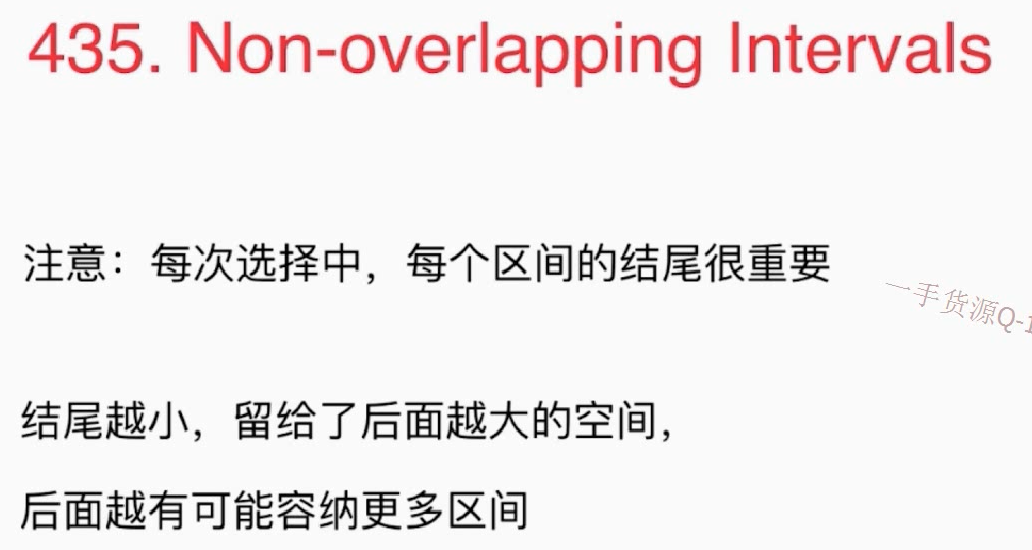 435. Non-overlapping Intervals
注意：每次选择中，每个区间的结尾很重要
一手货源Q-1
结尾越小，留给了后面越大的空间，
后面越有可能容纳更多区间